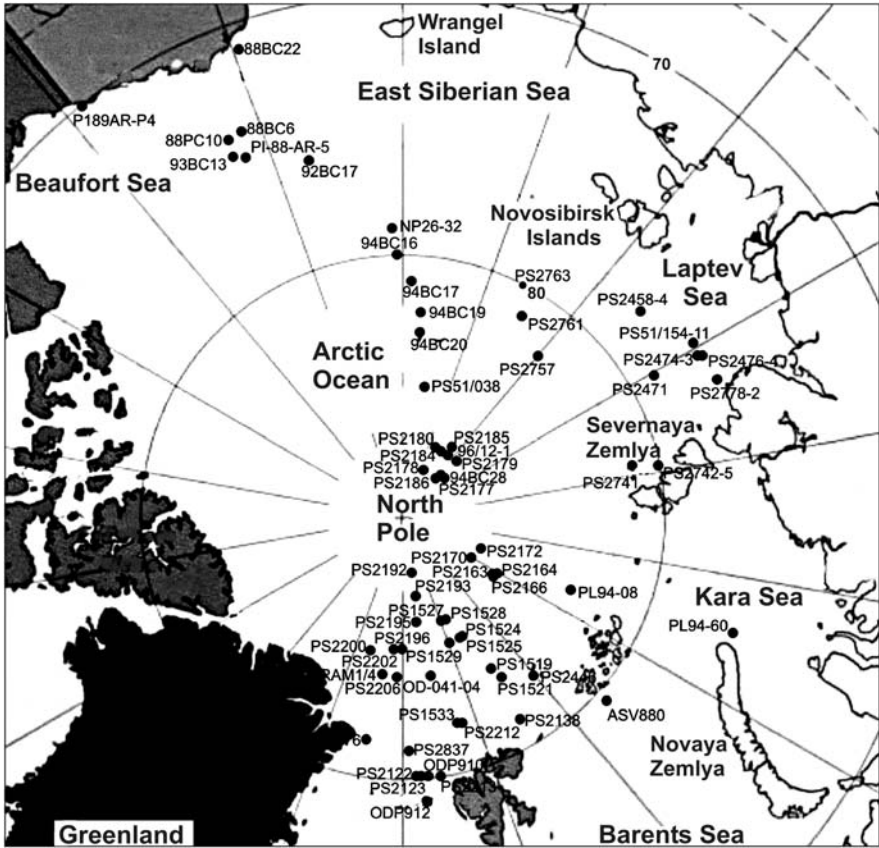 Wrangel
Island
88BC22
70
East Siberian Sea
P189AR-P4
88BC6
88PC10
PI-88-AR-5
93BC13
92BC17
Beaufort Sea
Novosibirsk
Islands
NP26-32
94BC16
Laptev
Sea
PS2763
80
94BC17
PS2458-4
94BC19
PS2761
PS51/154-11
94BC20
Arctic
Ocean
PS2757
PS2474-3
PS2476-4
PS2471
PS2778-2
PS51/038
Severnaya
Zemlya
PS2180
PS2185
PS2184
96/12-1
PS2178
PS2179
PS2186
94BC28
PS2177
PS2741
PS2742-5
North
Pole
PS2170
PS2172
PS2192
PS2163
PS2164
PS2166
PS2193
PL94-08
Kara Sea
PS1527
PS1528
PL94-60
PS2195
PS1524
PS2196
PS1525
PS2200
PS1529
PS2202
PS1519
RAM1/4
PS2206
OD-041-04
PS1521
ASV880
PS1533
PS2138
PS2212
Novaya
Zemlya
PS2837
ODP910
PS2122
PS2123
ODP912
Greenland
Barents Sea